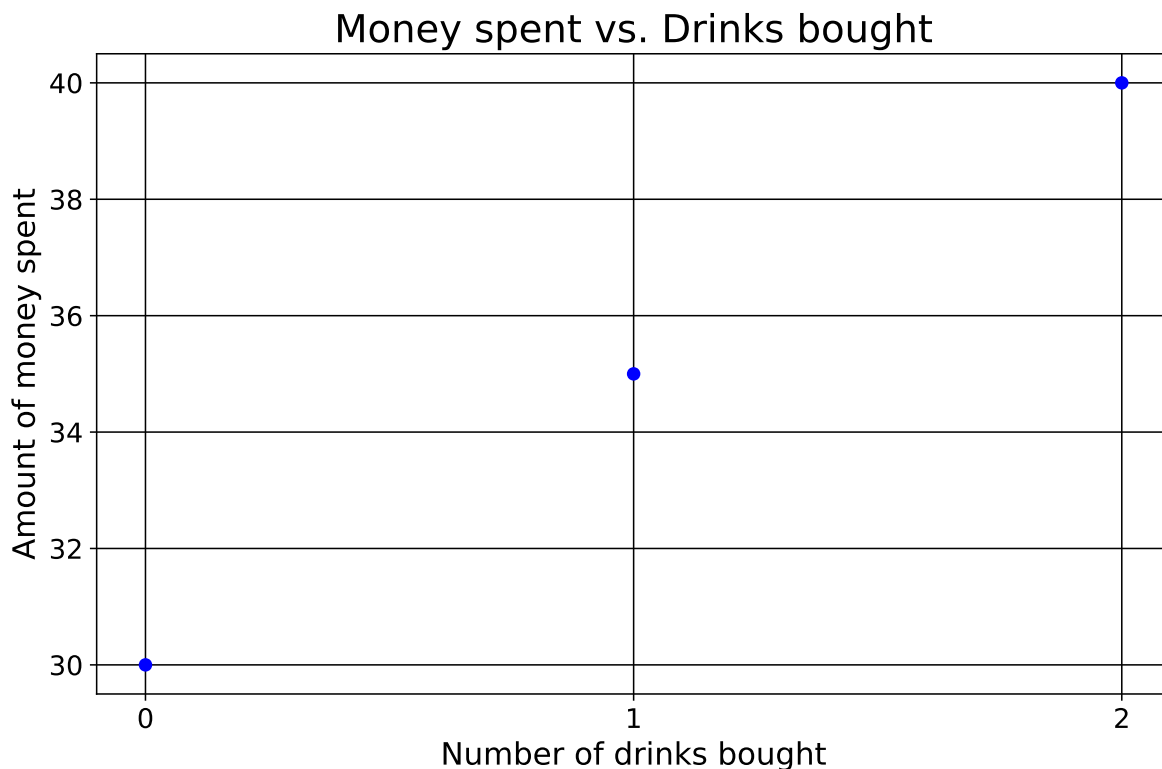 Money spent vs. Drinks bought
Amount of money spent
40
38
36
34
32
30
0 1 2
Number of drinks bought